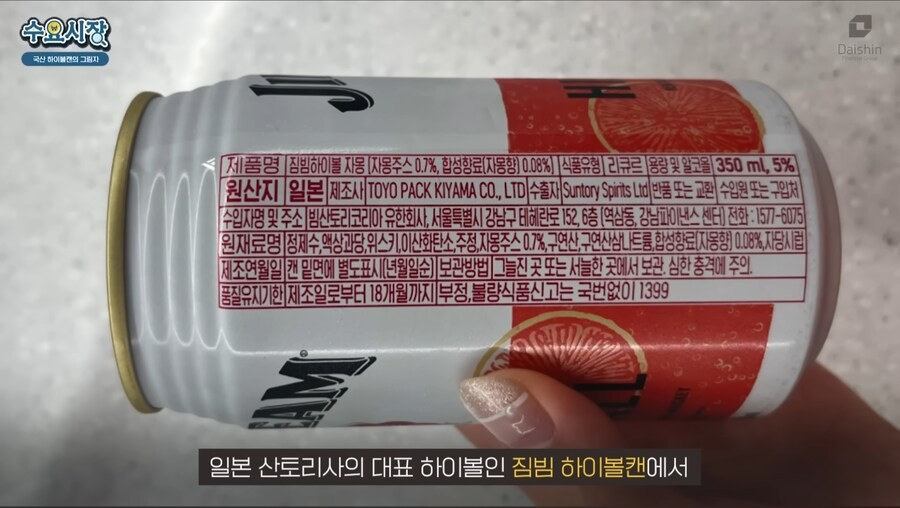 수요시장
국산 하이볼캔의 그림자
Daishin
JI
HI
제품명 짐빔하이볼 자몽 [자몽주스 0.7%, 합성향료(자몽향) 0.08%] 식품유형 리큐르 용량 및 알코올 350 ml, 5%
원산지 일본 제조사 TOYO PACK KIYAMA CO., LTD 수출자 Suntory Spirits Ltd 반품 또는 교환 수입원 또는 구입처
수입자명 및 주소 빔산토리코리아 유한회사, 서울특별시 강남구 테헤란로 152, 6층 (역삼동, 강남파이낸스 센터) 전화 : 1577-6075
원재료명 정제수, 액상과당, 위스키, 이산화탄소, 주정, 자몽주스 0.7%, 구연산, 구연산삼나트륨, 합성향료(자몽향) 0.08%, 자당시럽
제조연월일 캔 밑면에 별도표시(년월일순) 보관방법 그늘진 곳 또는 서늘한 곳에서 보관. 심한 충격에 주의.
품질유지기한 제조일로부터 18개월까지 부정,불량식품신고는 국번없이 1399
EAM
일본 산토리사의 대표 하이볼인 짐빔 하이볼캔에서